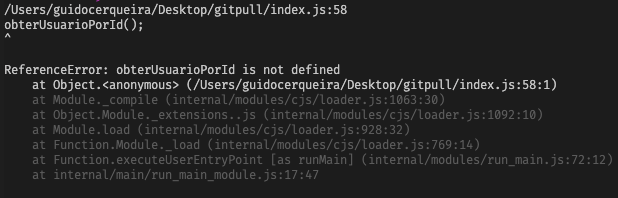 /Users/guidocerqueira/Desktop/gitpull/index.js:58
obterUsuarioPorId();
^
ReferenceError: obterUsuarioPorId is not defined
    at Object.<anonymous> (/Users/guidocerqueira/Desktop/gitpull/index.js:58:1)
    at Module._compile (internal/modules/cjs/loader.js:1063:30)
    at Object.Module._extensions..js (internal/modules/cjs/loader.js:1092:10)
    at Module.load (internal/modules/cjs/loader.js:928:32)
    at Function.Module._load (internal/modules/cjs/loader.js:769:14)
    at Function.executeUserEntryPoint [as runMain] (internal/modules/run_main.js:72:12)
    at internal/main/run_main_module.js:17:47